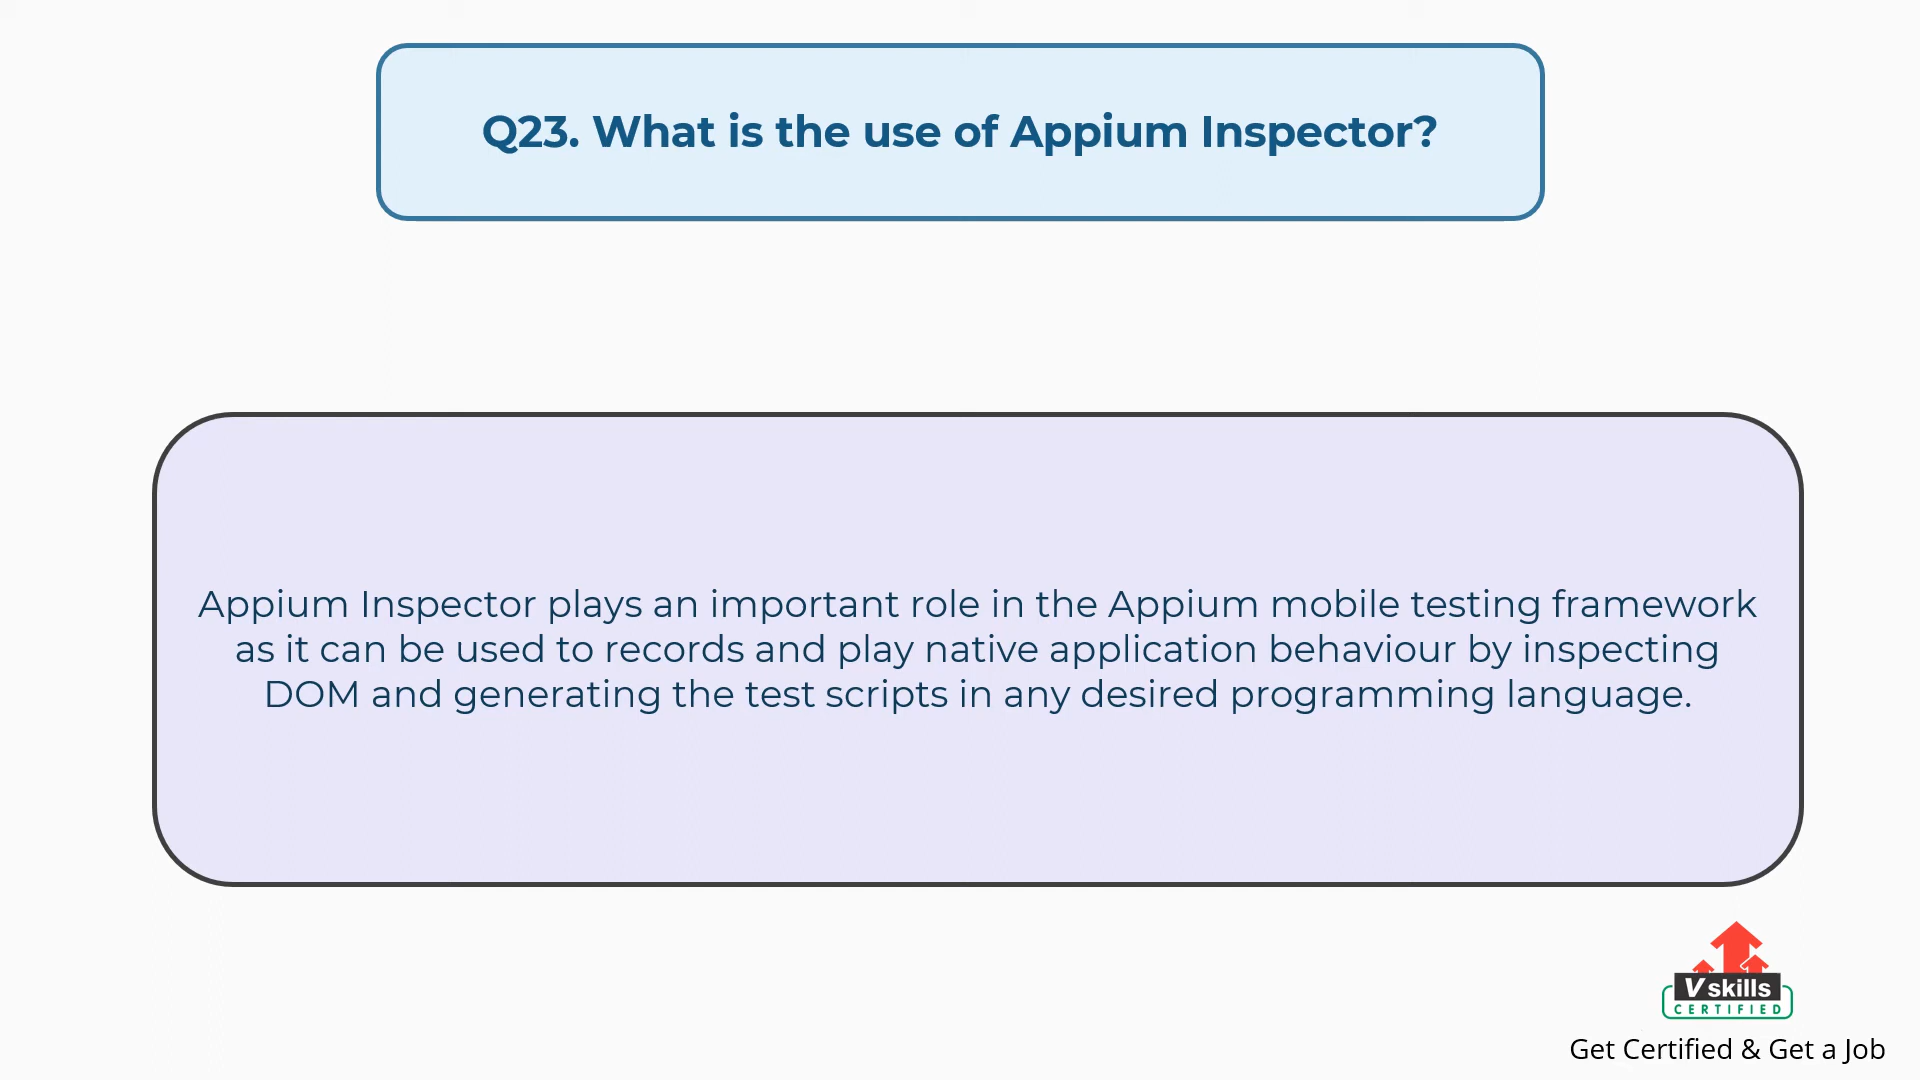 Q23. What is the use of Appium Inspector?
Appium Inspector plays an important role in the Appium mobile testing framework
as it can be used to records and play native application behaviour by inspecting
DOM and generating the test scripts in any desired programming language.
Vskills
CERTIFIED
Get Certified & Get a Job